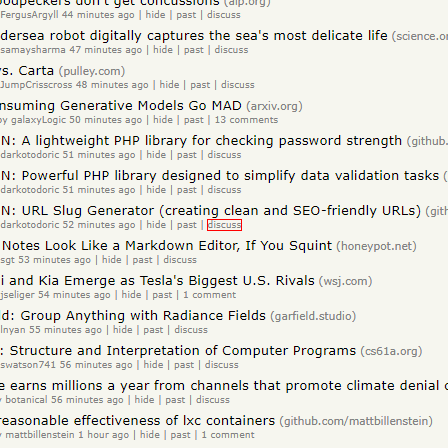 odpeckers don't get concussions (aip.org)
FergusArgyll 44 minutes ago | hide | past | discuss
dersea robot digitally captures the sea's most delicate life (science.o
samaysharma 47 minutes ago | hide | past | discuss
vs. Carta (pulley.com)
JumpCrisscross 48 minutes ago | hide | past | discuss
nsuming Generative Models Go MAD (arxiv.org)
by galaxyLogic 50 minutes ago | hide | past | 13 comments
N: A lightweight PHP library for checking password strength (github.
darkotodoric 51 minutes ago | hide | past | discuss
N: Powerful PHP library designed to simplify data validation tasks (
darkotodoric 51 minutes ago | hide | past | discuss
N: URL Slug Generator (creating clean and SEO-friendly URLs) (gith
darkotodoric 52 minutes ago | hide | past | discuss
Notes Look Like a Markdown Editor, If You Squint (honeypot.net)
sgt 53 minutes ago | hide | past | discuss
i and Kia Emerge as Tesla's Biggest U.S. Rivals (wsj.com)
jseliger 54 minutes ago | hide | past | 1 comment
d: Group Anything with Radiance Fields (garfield.studio)
lnyan 55 minutes ago | hide | past | discuss
: Structure and Interpretation of Computer Programs (cs61a.org)
swatson741 56 minutes ago | hide | past | discuss
e earns millions a year from channels that promote climate denial
y botanical 56 minutes ago | hide | past | discuss
reasonable effectiveness of lxc containers (github.com/mattbillenstein)
y mattbillenstein 1 hour ago | hide | past | 1 comment